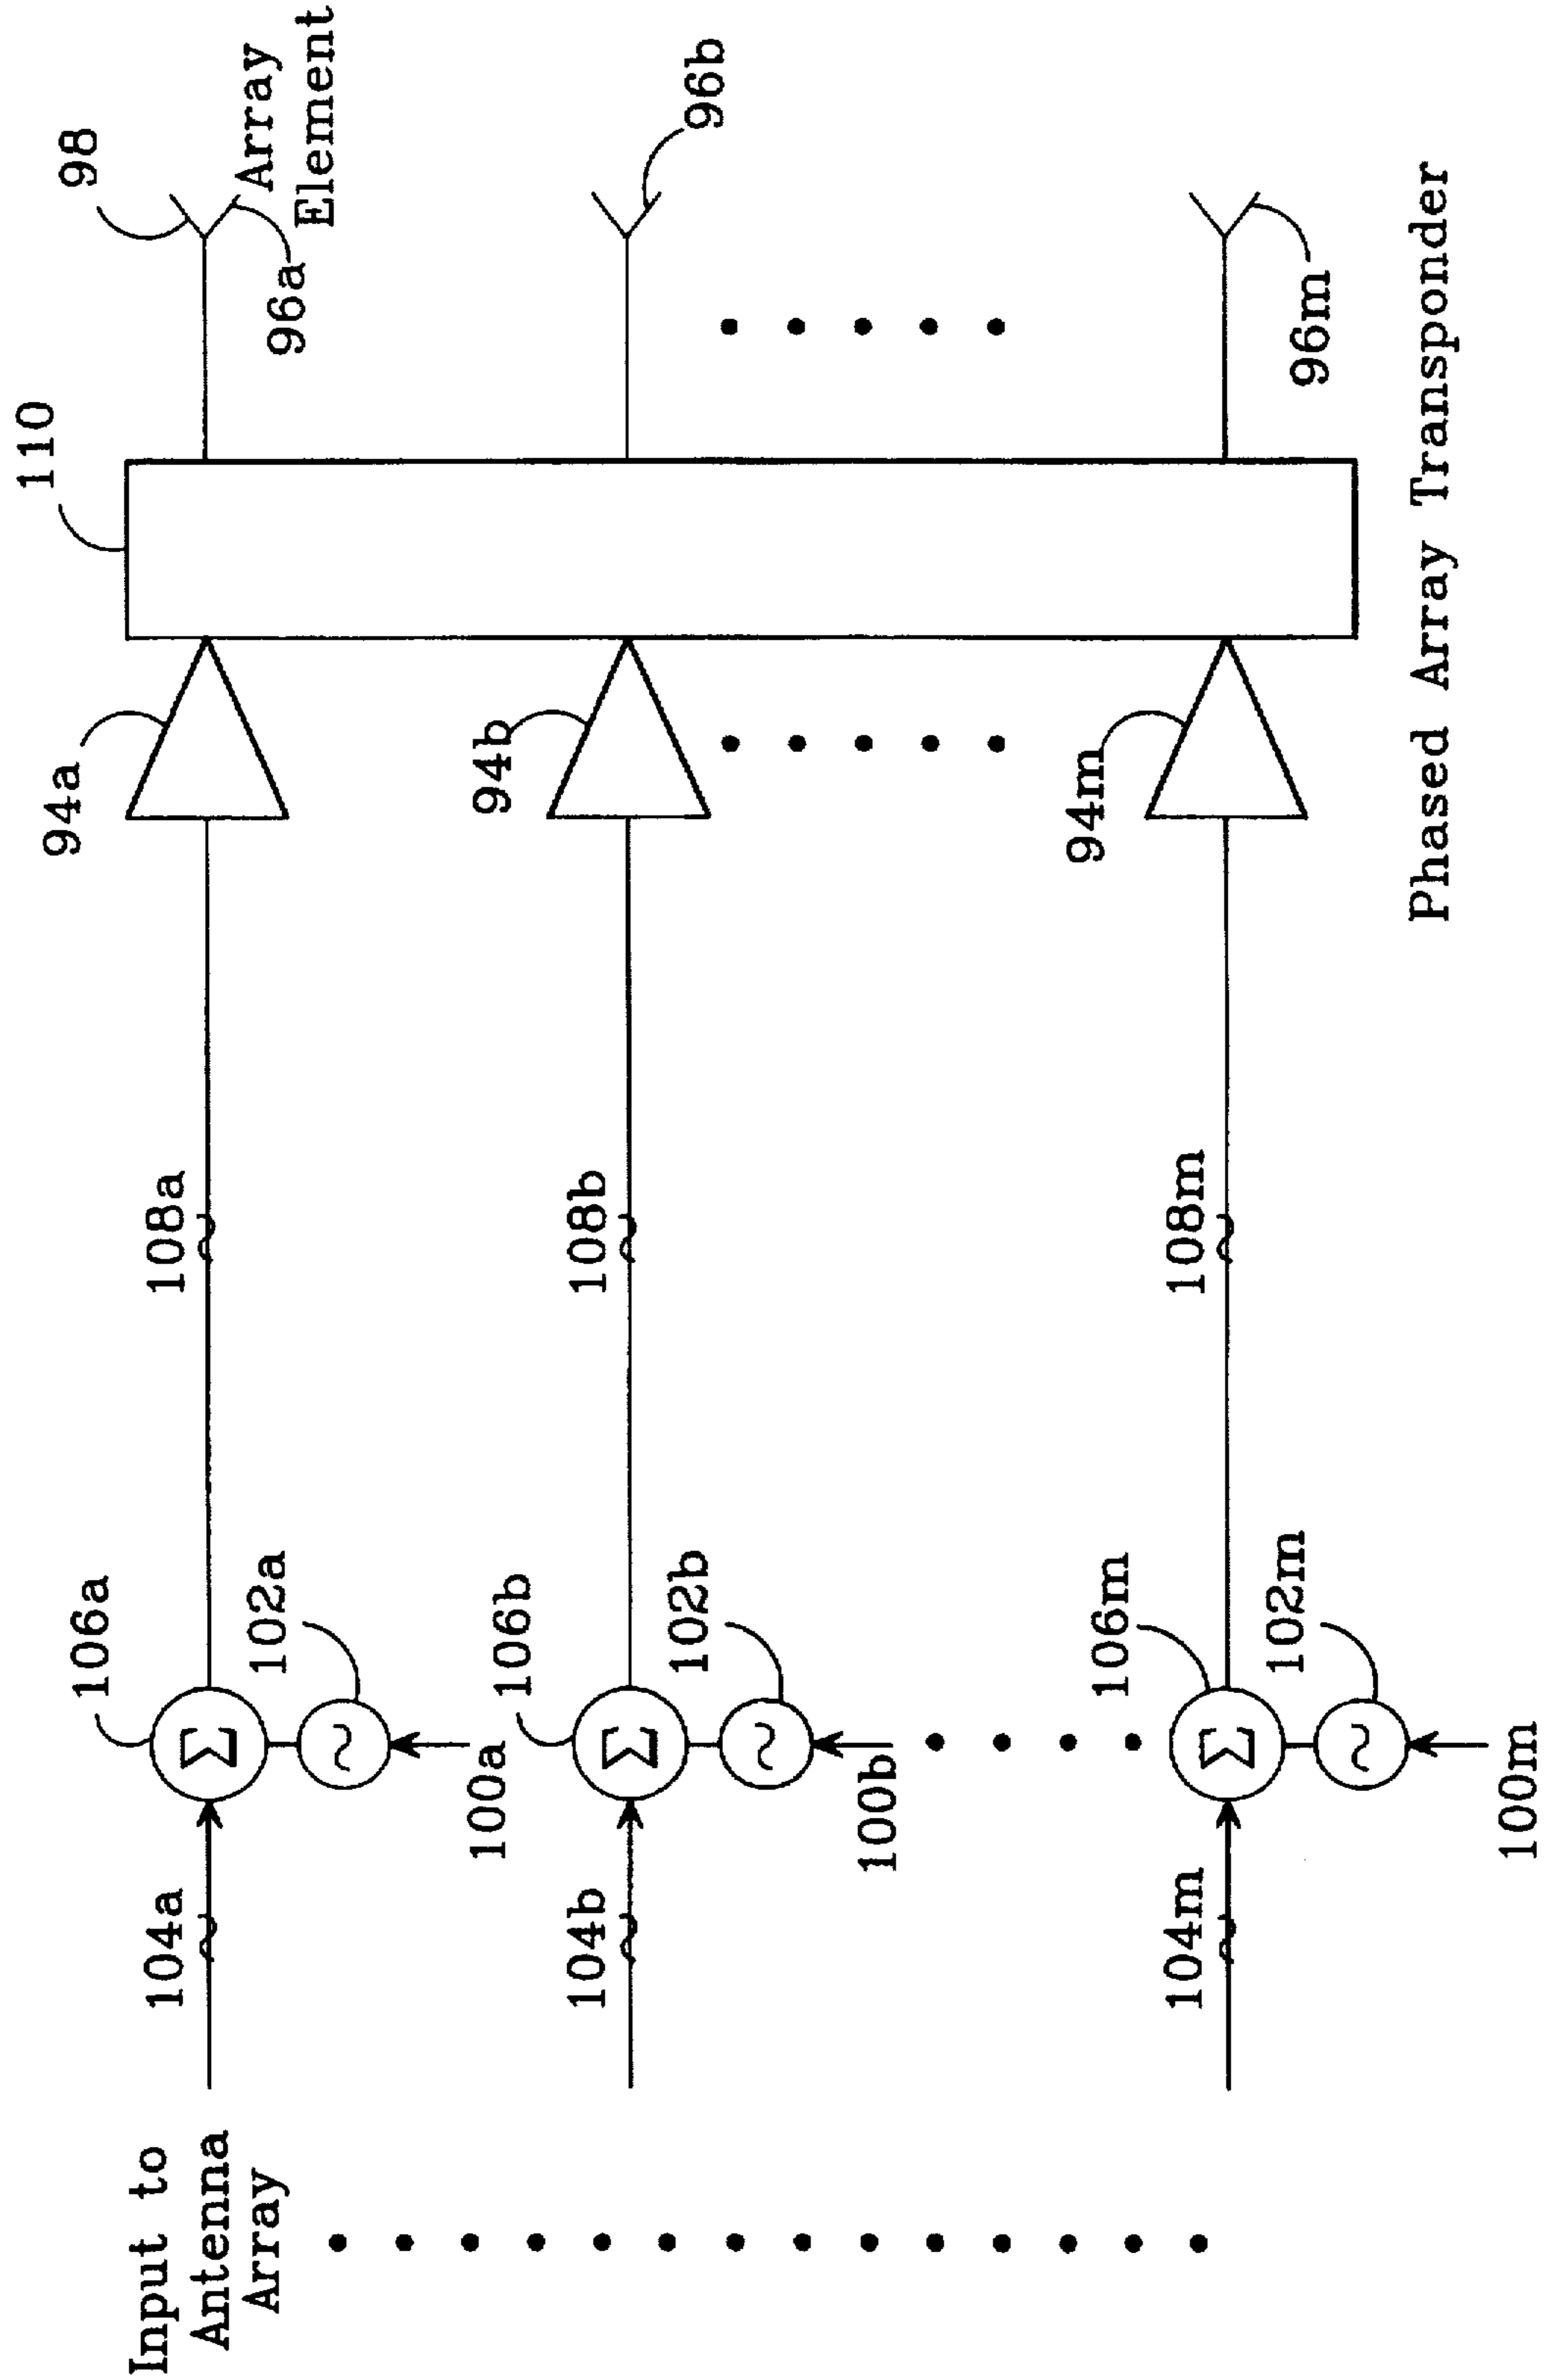 110
98
94a
Array
Element
96a
106a
108a
104a
Input to
Antenna
Array
102a
100a
94b
96b
106b
108b
104b
102b
100b
94m
96m
106m
108m
104m
102m
100m
Phased Array Transponder
Σ
Σ
Σ